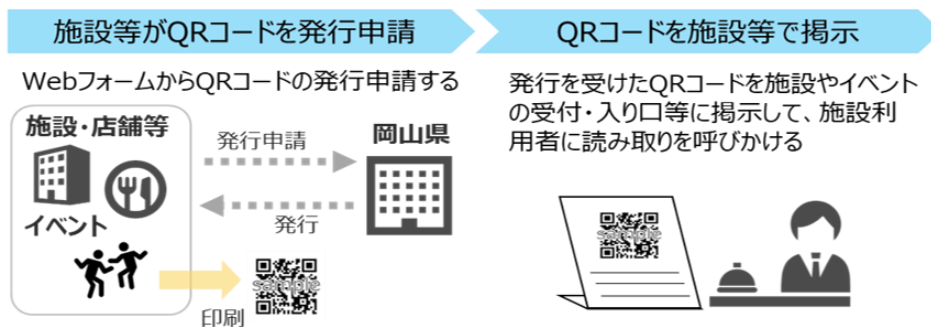 施設等がQRコードを発行申請
WebフォームからQRコードの発行申請する
施設・店舗等
イベント
発行申請
発行
岡山県
sample
印刷
QRコードを施設等で掲示
発行を受けたQRコードを施設やイベント
の受付・入り口等に掲示して、施設利
用者に読み取りを呼びかける
sample